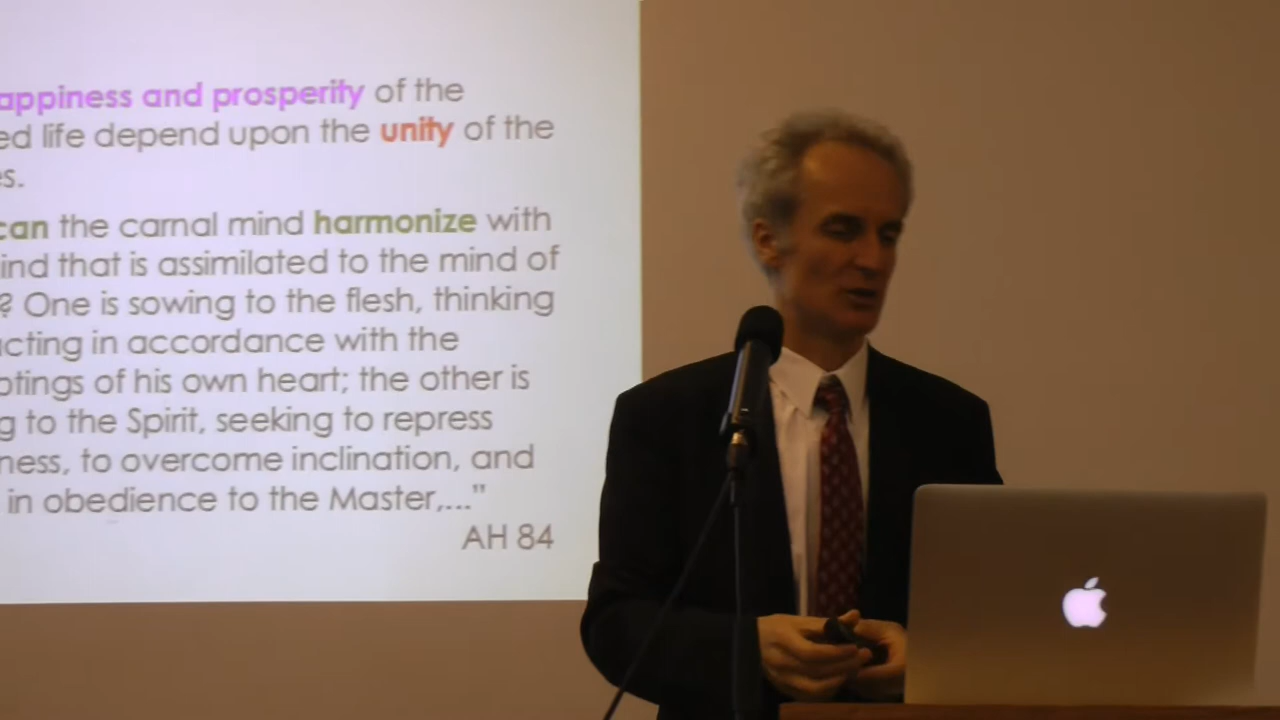 appiness and prosperity of the
ed life depend upon the unity of the
s.
can the carnal mind harmonize with
ind that is assimilated to the mind of
? One is sowing to the flesh, thinking
acting in accordance with the
ptings of his own heart; the other is
g to the Spirit, seeking to repress
ness, to overcome inclination, and
in obedience to the Master,..."
AH 84